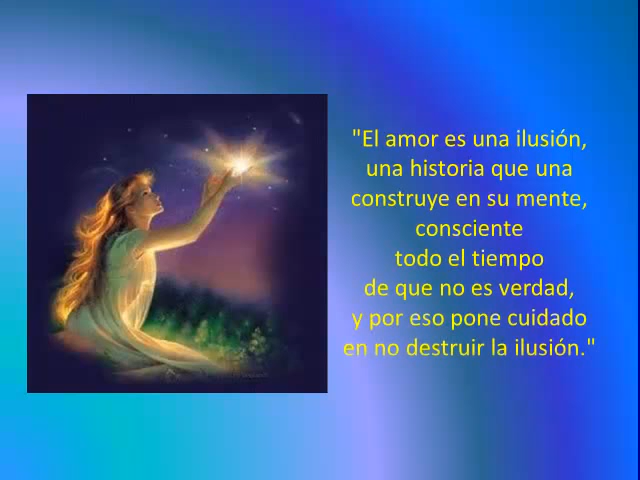 "El amor es una ilusión,
una historia que una
construye en su mente,
consciente
todo el tiempo
de que no es verdad,
y por eso pone cuidado
en no destruir la ilusión."